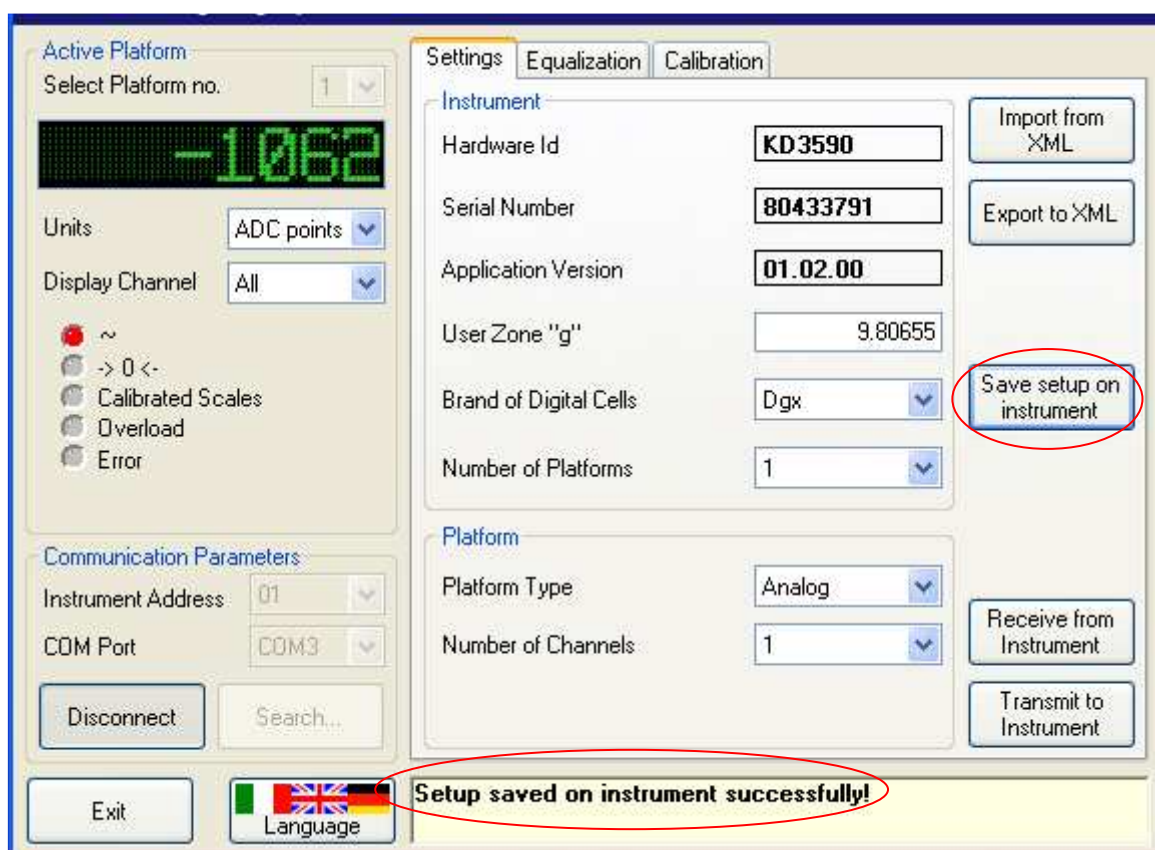 Active Platform
Select Platform no. 1
-1062
Units ADC points
Display Channel All
~
-> 0 <-
Calibrated Scales
Overload
Error
Communication Parameters
Instrument Address 01
COM Port COM3
Disconnect Search...
Exit
Language
Settings Equalization Calibration
Instrument
Hardware Id KD3590
Serial Number 80433791
Application Version 01.02.00
User Zone "g" 9.80655
Brand of Digital Cells Dgx
Number of Platforms 1
Platform
Platform Type Analog
Number of Channels 1
Import from
XML
Export to XML
Save setup on
instrument
Receive from
Instrument
Transmit to
Instrument
Setup saved on instrument successfully!